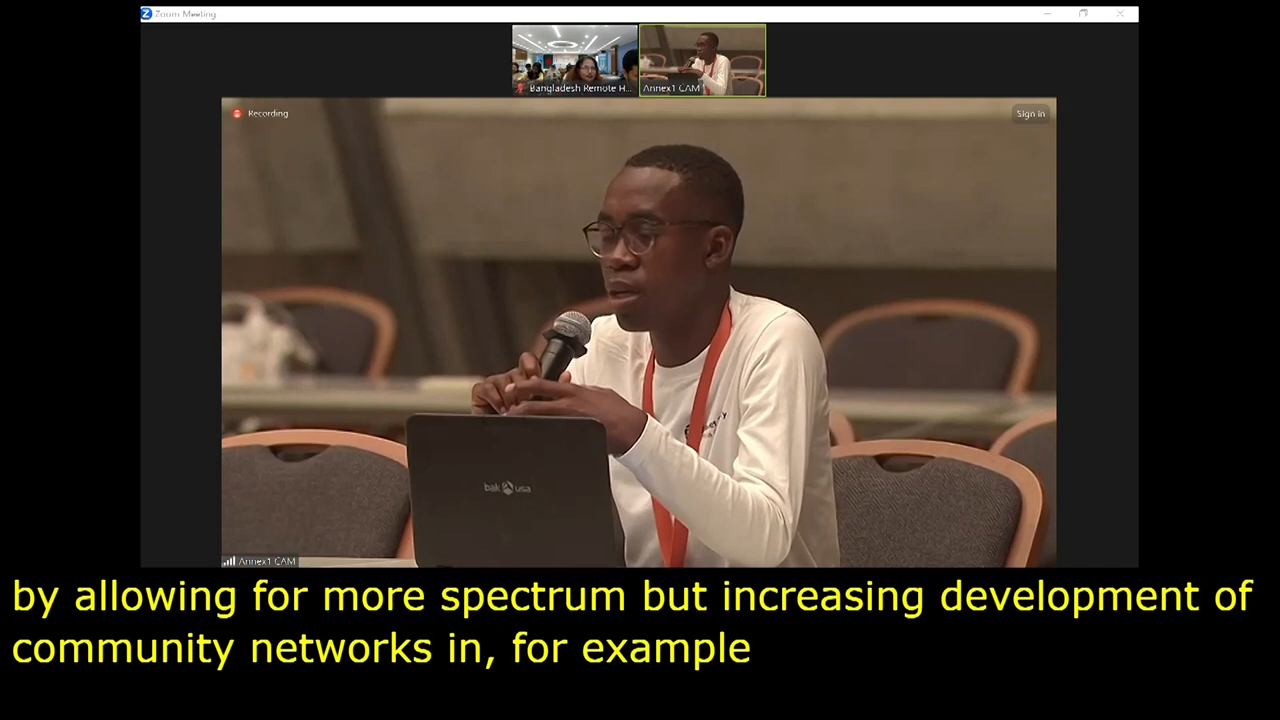 Zoom Meeting
Bangladesh Remote H...
Annex1 CAM
Recording
Sign in
bak usa
Annex1 CAM
by allowing for more spectrum but increasing development of
community networks in, for example